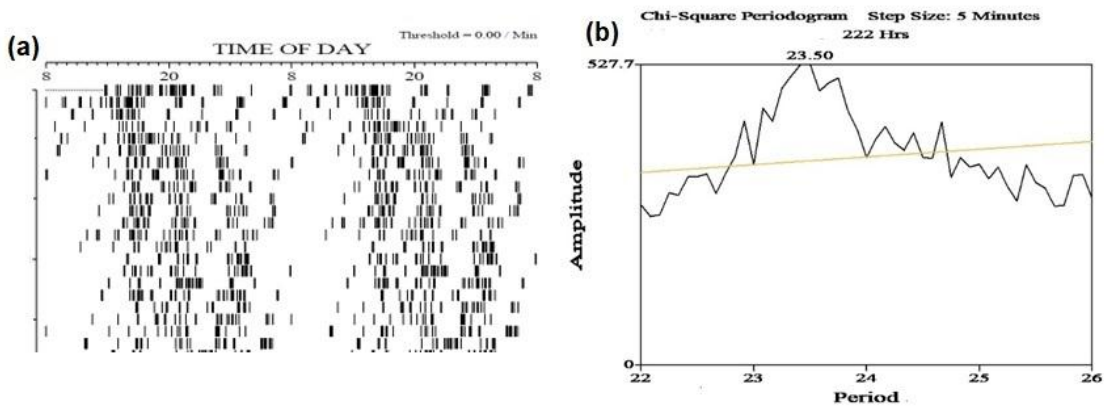 (a)
Threshold = 0.00 / Min
TIME OF DAY
8 20 8 20 8
(b)
Chi-Square Periodogram Step Size: 5 Minutes
222 Hrs
23.50
527.7
Amplitude
0
22 23 24 25 26
Period